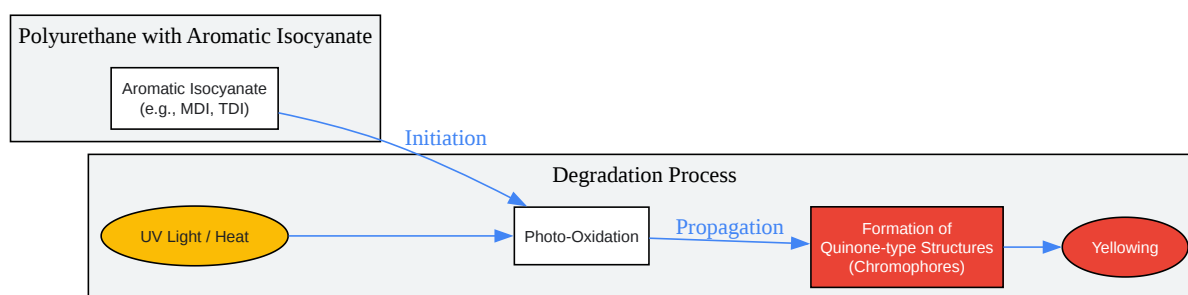 Polyurethane with Aromatic Isocyanate
Aromatic Isocyanate
(e.g., MDI, TDI)
Initiation
Degradation Process
UV Light / Heat
Photo-Oxidation
Propagation
Formation of
Quinone-type Structures
(Chromophores)
Yellowing